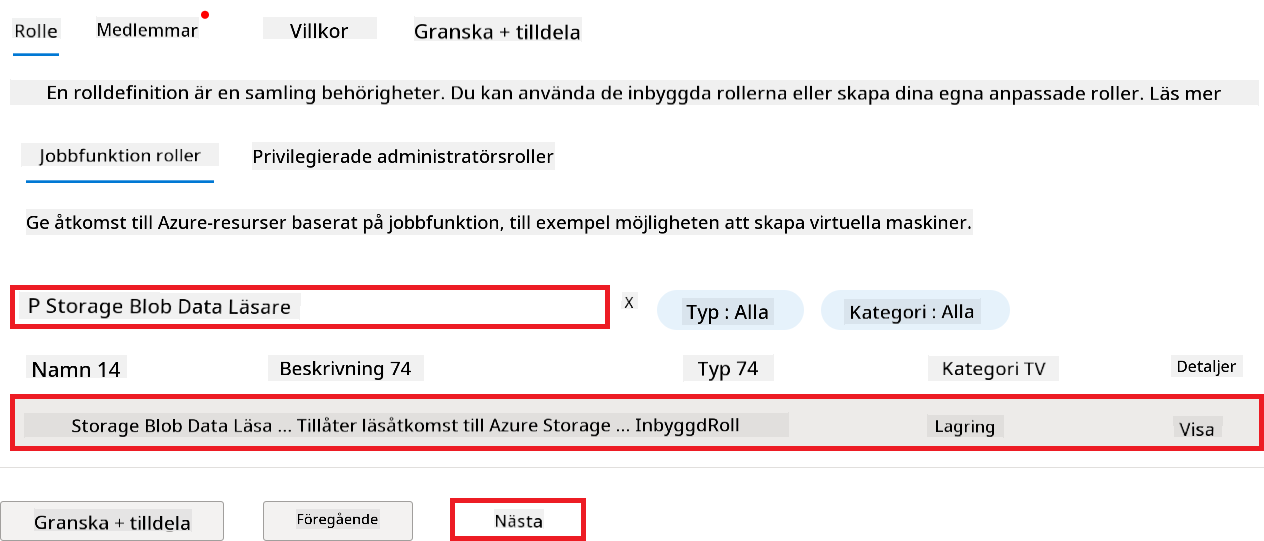 Rolle Medlemmar Villkor Granska + tilldela
En rolldefinition är en samling behörigheter. Du kan använda de inbyggda rollerna eller skapa dina egna anpassade roller. Läs mer
Jobbfunktion roller Privilegierade administratörsroller
Ge åtkomst till Azure-resurser baserat på jobbfunktion, till exempel möjligheten att skapa virtuella maskiner.
P Storage Blob Data Läsare X Typ : Alla Kategori : Alla
Namn 14 Beskrivning 74 Typ 74 Kategori TV Detaljer
Storage Blob Data Läsa ... Tillåter läsåtkomst till Azure Storage ... InbyggdRoll Lagring Visa
Granska + tilldela Föregående Nästa